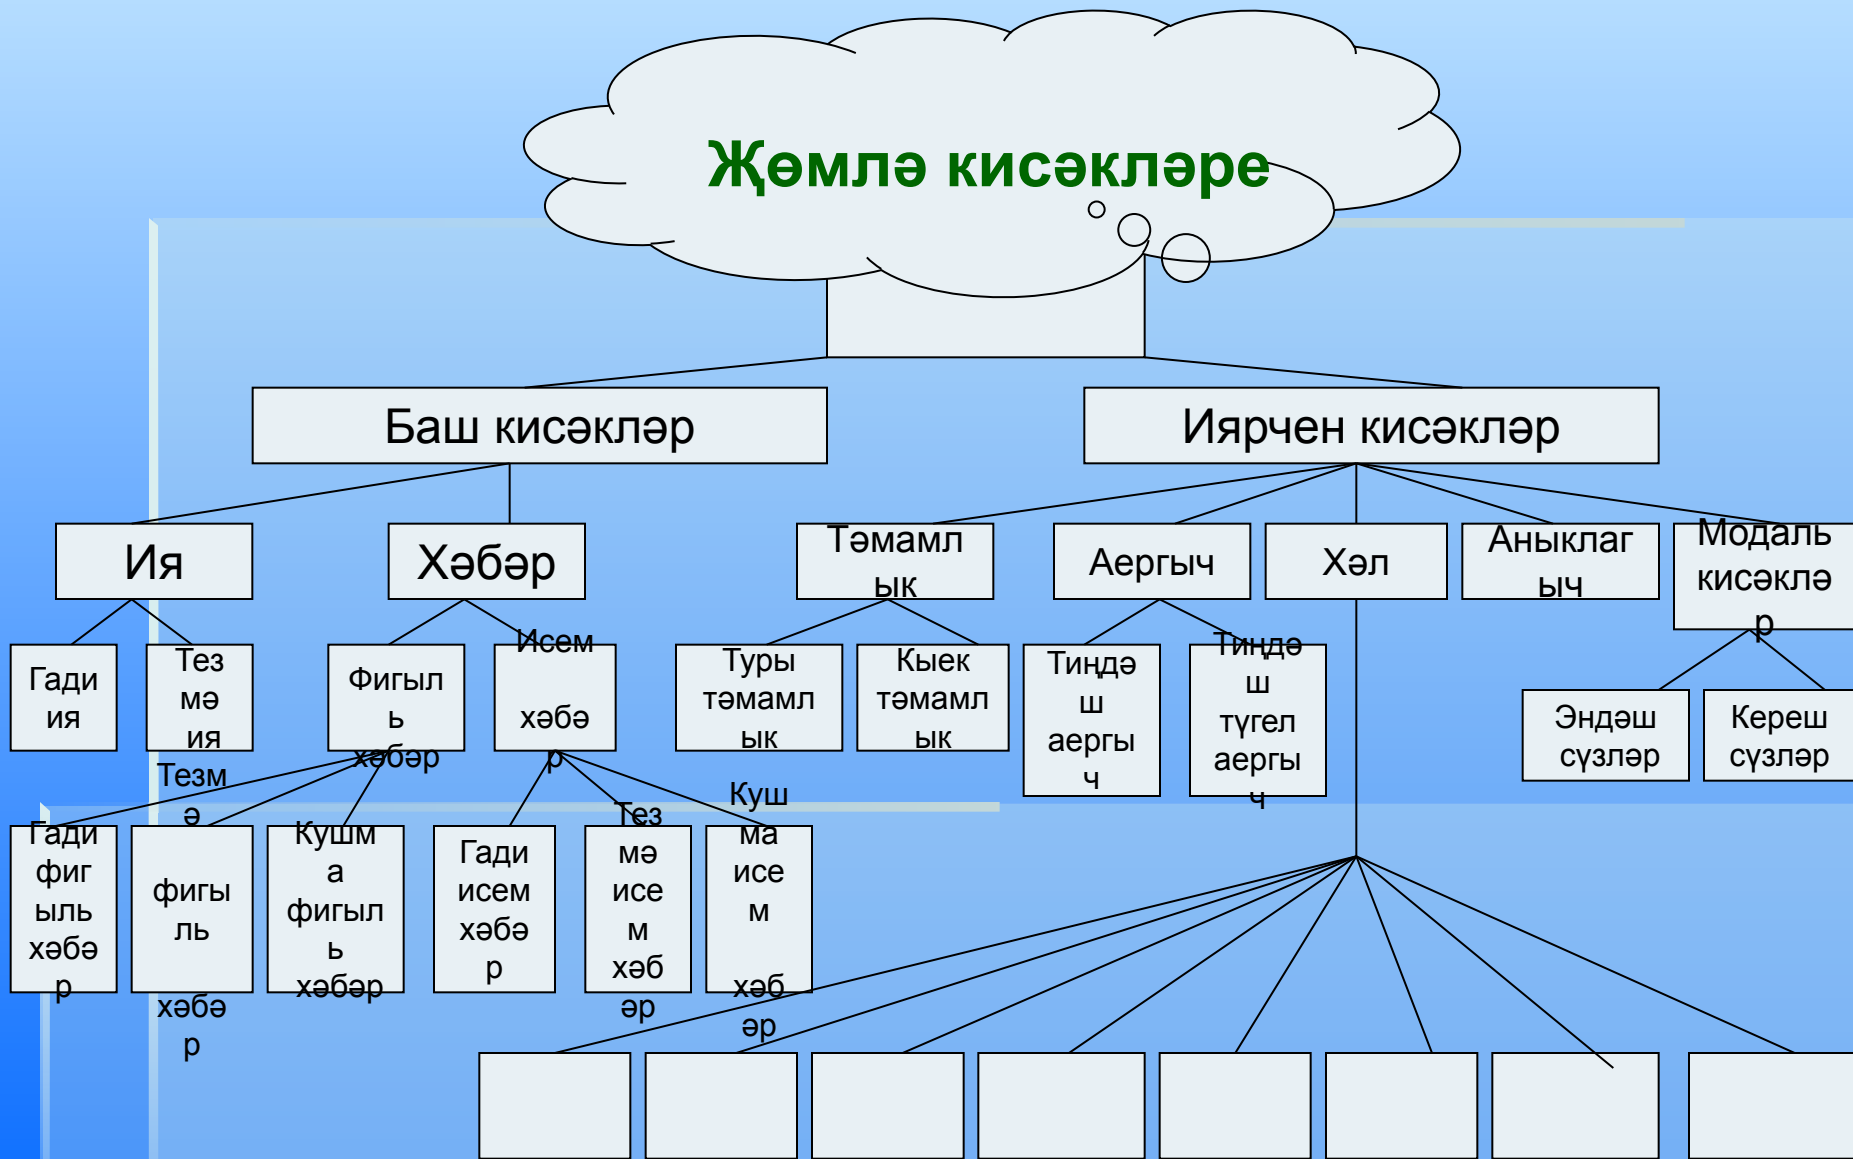 Җөмлә кисәкләре
Баш кисәкләр
Иярчен кисәкләр
Ия
Хәбәр
Тәмамл
ык
Аергыч
Хәл
Аныклаг
ыч
Модаль
кисәклә
р
Гади
ия
Тез
мә
ия
Фигыл
ь
хәбәр
Исем
хәбә
р
Туры
тәмамл
ык
Кыек
тәмамл
ык
Тиңдә
ш
аергы
ч
Тиңдә
ш
түгел
аергы
ч
Эндәш
сүзләр
Кереш
сүзләр
Гади
фиг
ыль
хәбә
р
Тезм
ә
фигы
ль
хәбә
р
Кушм
а
фигыл
ь
хәбәр
Гади
исем
хәбә
р
Тез
мә
исе
м
хәб
әр
Куш
ма
исе
м
хәб
әр